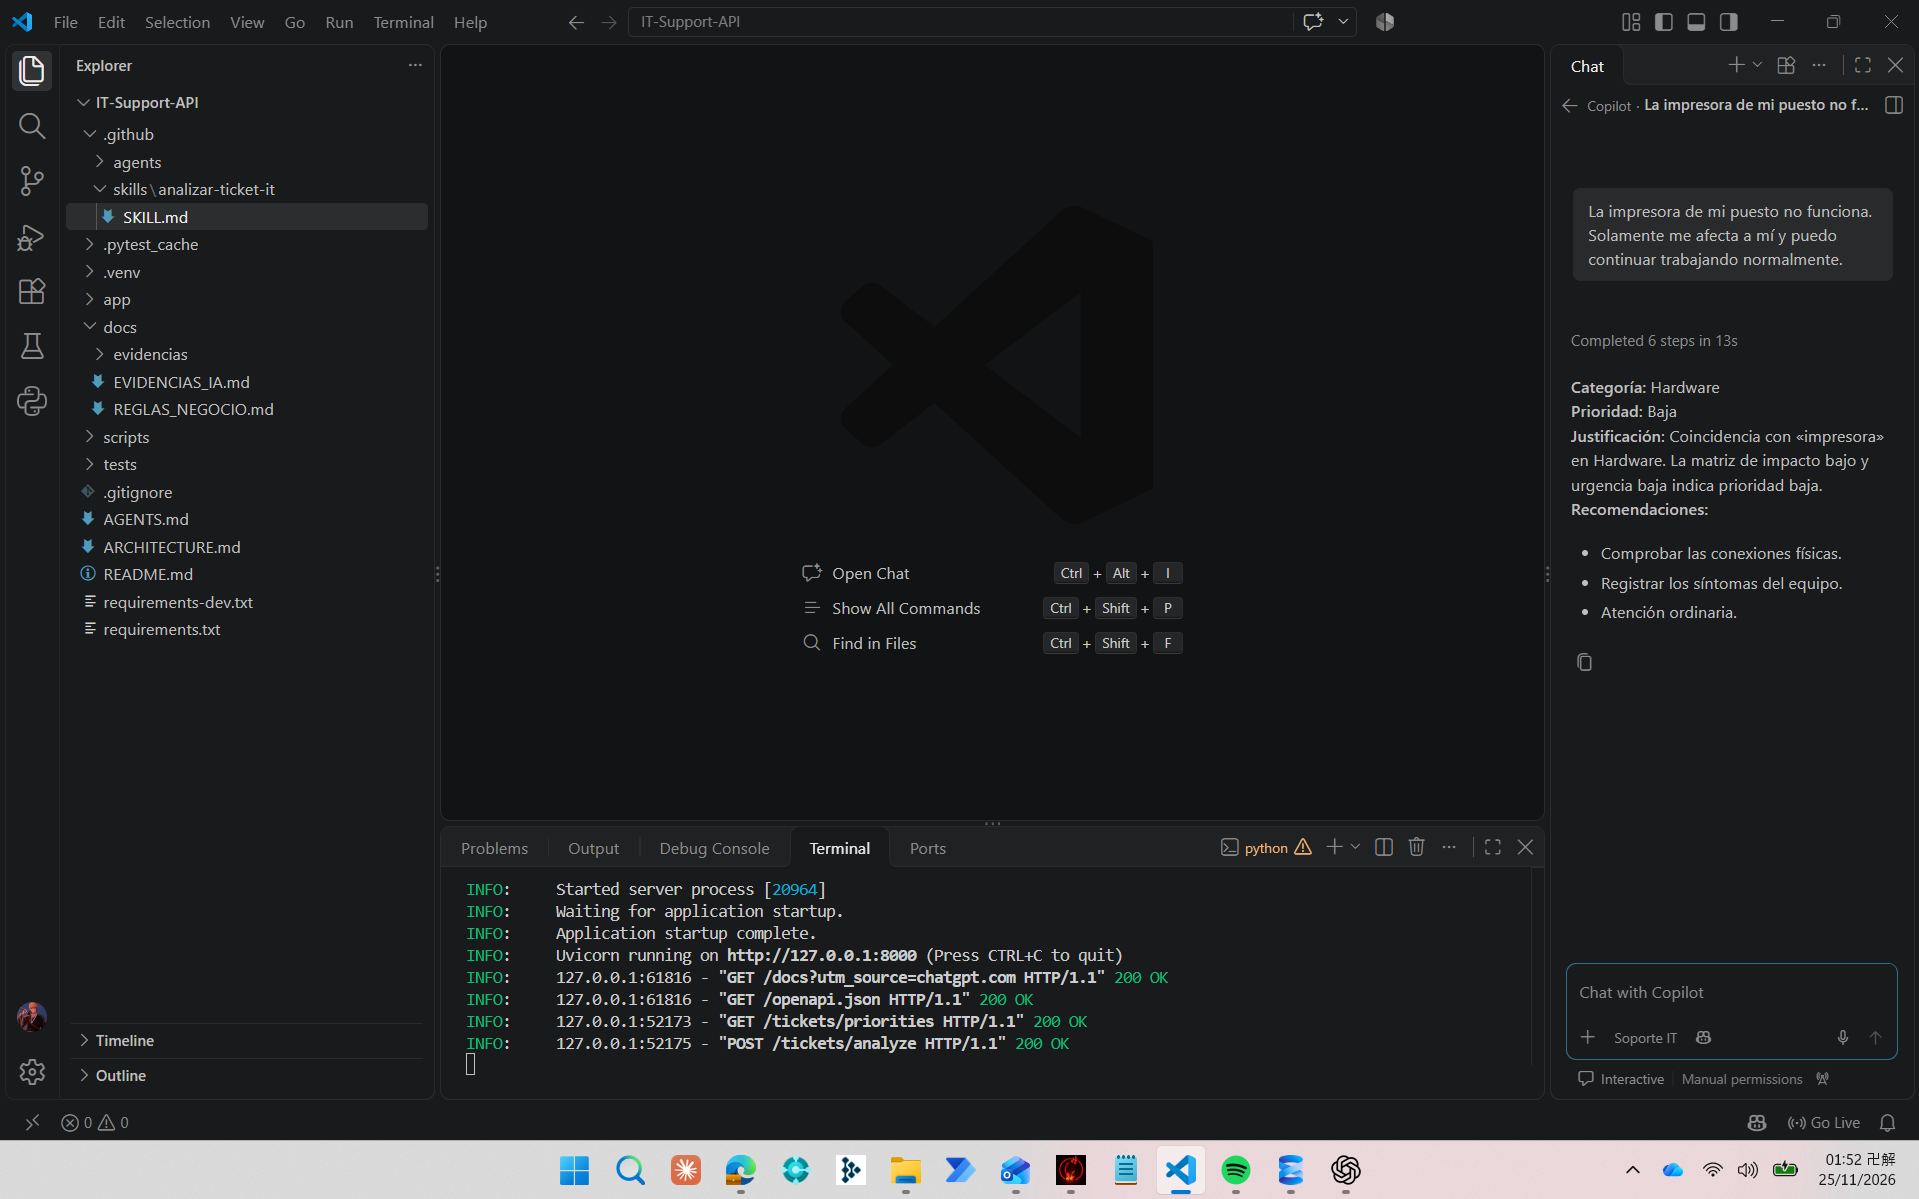 File Edit Selection View Go Run Terminal Help
IT-Support-API
Explorer
IT-Support-API
.github
agents
skills\analizar-ticket-it
SKILL.md
.pytest_cache
.venv
app
docs
evidencias
EVIDENCIAS_IA.md
REGLAS_NEGOCIO.md
scripts
tests
.gitignore
AGENTS.md
ARCHITECTURE.md
README.md
requirements-dev.txt
requirements.txt
Timeline
Outline
Open Chat Ctrl + Alt + I
Show All Commands Ctrl + Shift + P
Find in Files Ctrl + Shift + F
Problems Output Debug Console Terminal Ports
python
INFO: Started server process [20964]
INFO: Waiting for application startup.
INFO: Application startup complete.
INFO: Uvicorn running on http://127.0.0.1:8000 (Press CTRL+C to quit)
INFO: 127.0.0.1:61816 - "GET /docs?utm_source=chatgpt.com HTTP/1.1" 200 OK
INFO: 127.0.0.1:61816 - "GET /openapi.json HTTP/1.1" 200 OK
INFO: 127.0.0.1:52173 - "GET /tickets/priorities HTTP/1.1" 200 OK
INFO: 127.0.0.1:52175 - "POST /tickets/analyze HTTP/1.1" 200 OK
Chat
Copilot · La impresora de mi puesto no f...
La impresora de mi puesto no funciona.
Solamente me afecta a mí y puedo
continuar trabajando normalmente.
Completed 6 steps in 13s
Categoría: Hardware
Prioridad: Baja
Justificación: Coincidencia con «impresora»
en Hardware. La matriz de impacto bajo y
urgencia baja indica prioridad baja.
Recomendaciones:
• Comprobar las conexiones físicas.
• Registrar los síntomas del equipo.
• Atención ordinaria.
Chat with Copilot
Soporte IT
Interactive Manual permissions
0 0
Go Live
01:52 卍解
25/11/2026